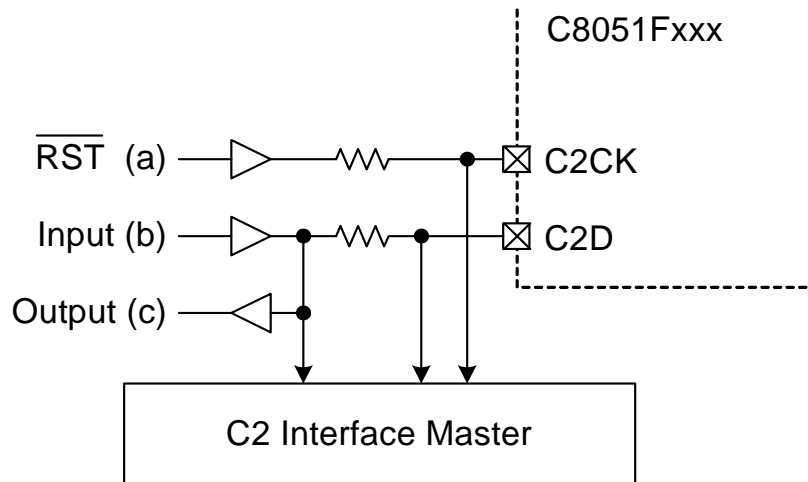 C8051Fxxx
RST (a)
C2CK
Input (b)
C2D
Output (c)
C2 Interface Master